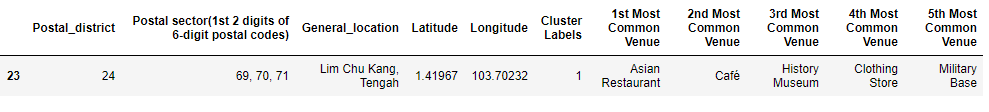 Postal_district Postal sector(1st 2 digits of 6-digit postal codes) General_location Latitude Longitude Cluster Labels 1st Most Common Venue 2nd Most Common Venue 3rd Most Common Venue 4th Most Common Venue 5th Most Common Venue
23 24 69, 70, 71 Lim Chu Kang, Tengah 1.41967 103.70232 1 Asian Restaurant Café History Museum Clothing Store Military Base